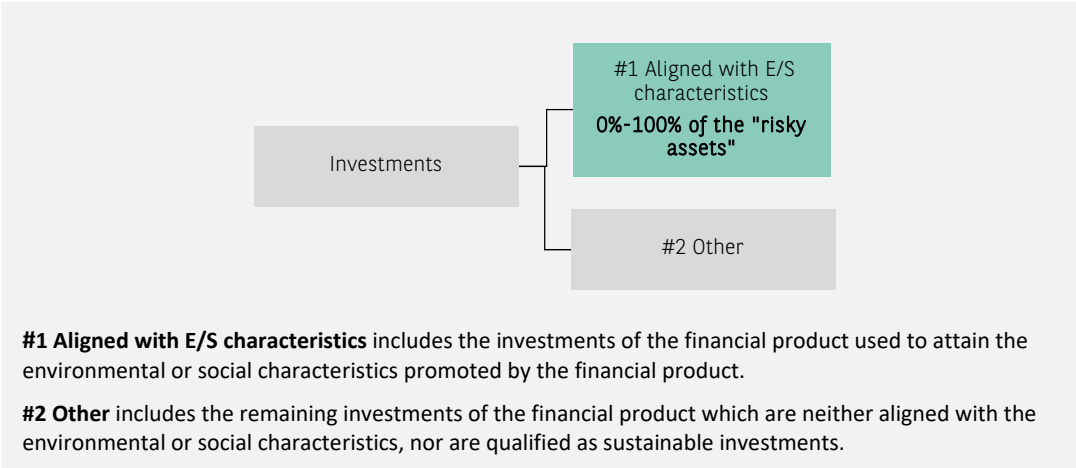 #1 Aligned with E/S
characteristics
0%-100% of the "risky
assets"
Investments
#2 Other
#1 Aligned with E/S characteristics includes the investments of the financial product used to attain the
environmental or social characteristics promoted by the financial product.
#2 Other includes the remaining investments of the financial product which are neither aligned with the
environmental or social characteristics, nor are qualified as sustainable investments.